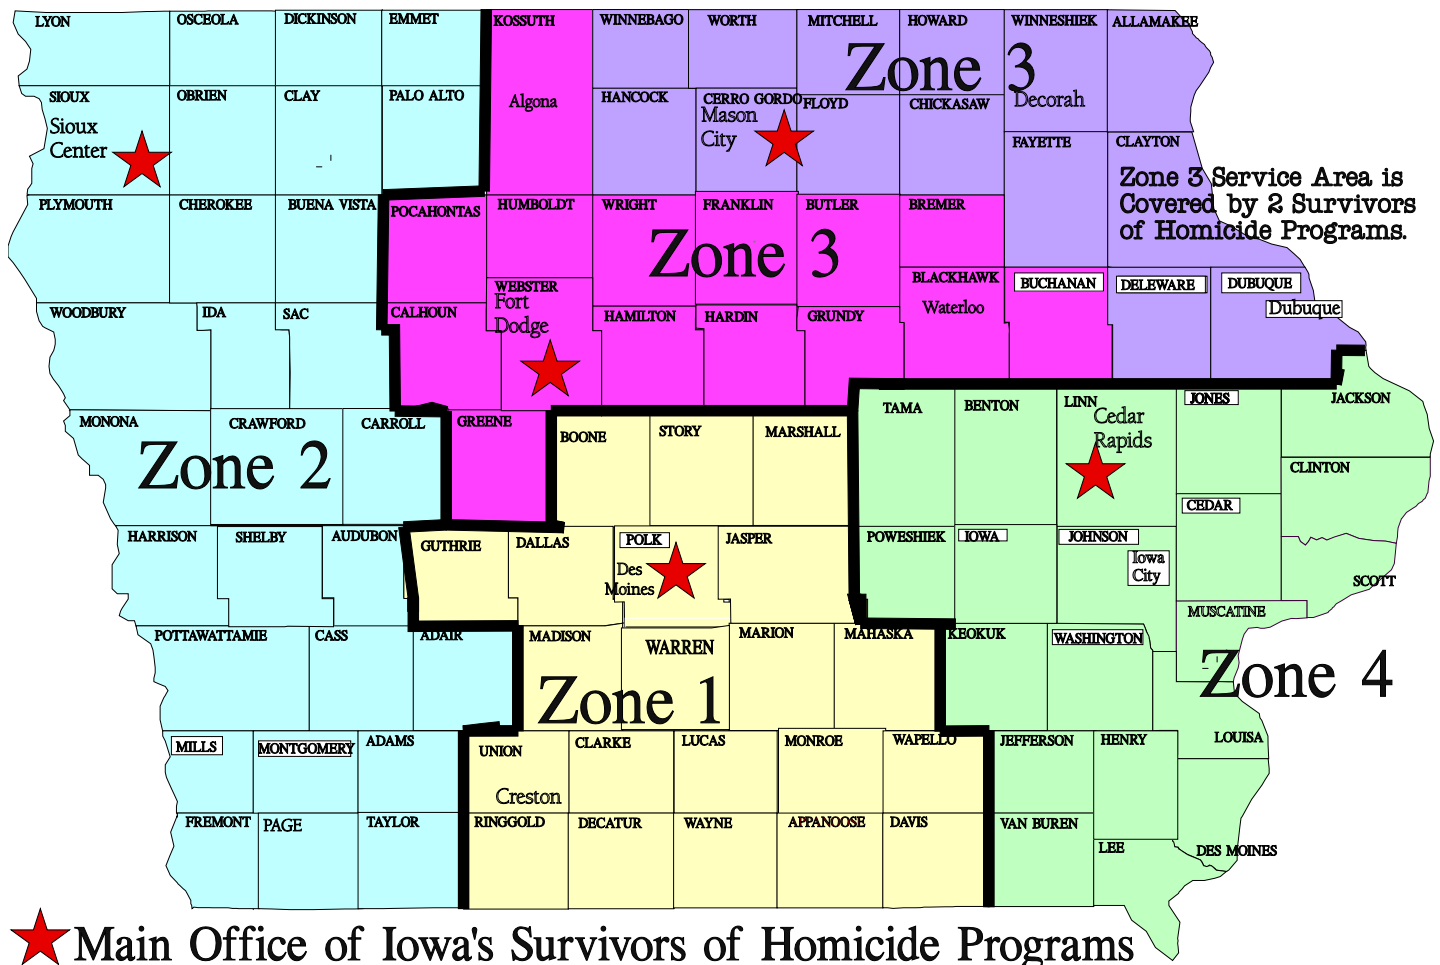 LYON
OSCEOLA
DICKINSON
EMMET
KOSSUTH
WINNEBAGO
WORTH
MITCHELL
HOWARD
WINNESHIEK
ALLAMAKEE
Zone 3
SIOUX
OBRIEN
CLAY
PALO ALTO
Algona
HANCOCK
CERRO GORDO
FLOYD
CHICKASAW
Decorah
Sioux
Center
Mason
City
FAYETTE
CLAYTON
Zone 3 Service Area is
Covered by 2 Survivors
of Homicide Programs.
PLYMOUTH
CHEROKEE
BUENA VISTA
POCAHONTAS
HUMBOLDT
WRIGHT
FRANKLIN
BUTLER
BREMER
Zone 3
BLACKHAWK
BUCHANAN
DELEWARE
DUBUQUE
WEBSTER
Fort
Dodge
Waterloo
Dubuque
WOODBURY
IDA
SAC
CALHOUN
HAMILTON
HARDIN
GRUNDY
MONONA
CRAWFORD
CARROLL
GREENE
BOONE
STORY
MARSHALL
TAMA
BENTON
LINN
Cedar
Rapids
JONES
JACKSON
Zone 2
CLINTON
CEDAR
HARRISON
SHELBY
AUDUBON
GUTHRIE
DALLAS
POLK
JASPER
POWESHIEK
IOWA
JOHNSON
Des
Moines
Iowa
City
SCOTT
MUSCATINE
POTTAWATTAMIE
CASS
ADAIR
MADISON
WARREN
MARION
MAHASKA
KEOKUK
WASHINGTON
Zone 4
Zone 1
MILLS
MONTGOMERY
ADAMS
UNION
CLARKE
LUCAS
MONROE
WAPELLO
JEFFERSON
HENRY
LOUISA
Creston
FREMONT
PAGE
TAYLOR
RINGGOLD
DECATUR
WAYNE
APPANOOSE
DAVIS
VAN BUREN
LEE
DES MOINES
Main Office of Iowa's Survivors of Homicide Programs